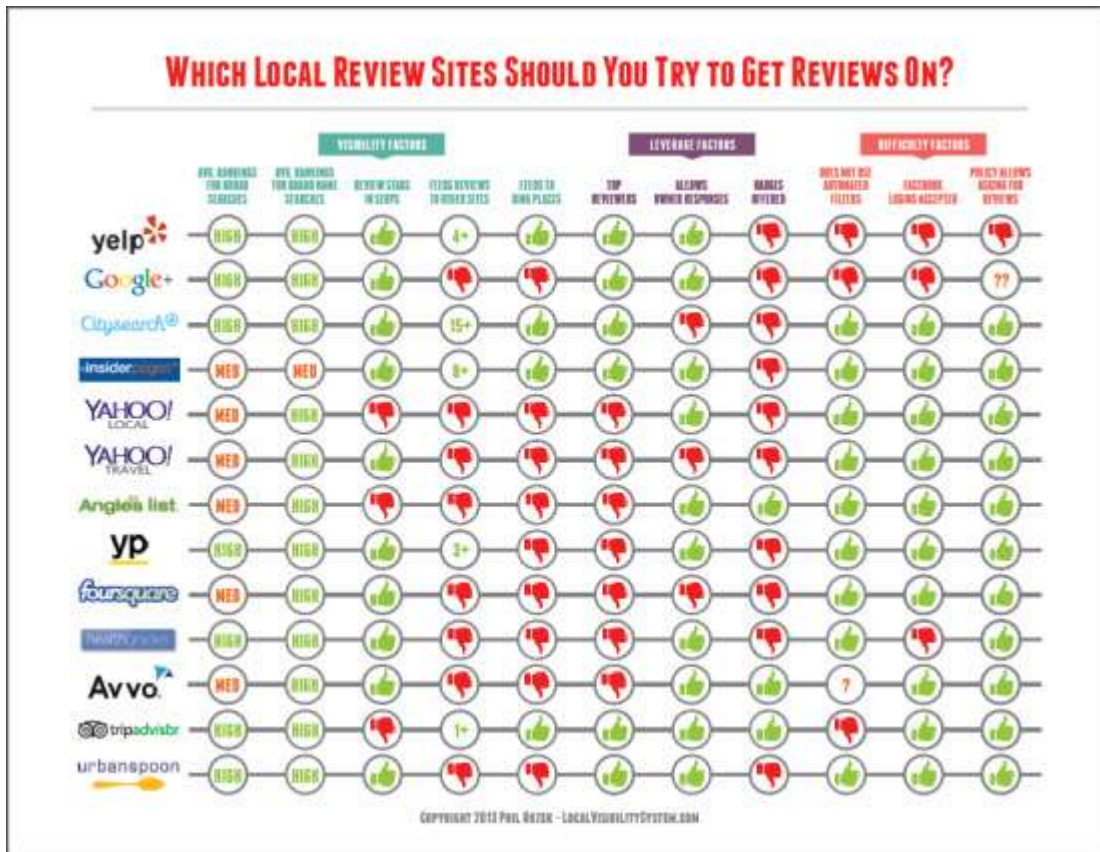 WHICH LOCAL REVIEW SITES SHOULD YOU TRY TO GET REVIEWS ON?
VISIBILITY FACTORS LEVERAGE FACTORS DIFFICULTY FACTORS
AVG. RANKINGS FOR BROAD SEARCHES
AVG. RANKINGS FOR BRAND NAME SEARCHES
REVIEW STARS IN SERPS
FEEDS REVIEWS TO OTHER SITES
FEEDS TO BING PLACES
TOP REVIEWERS
ALLOWS OWNER RESPONSES
BADGES OFFERED
DOES NOT USE AUTOMATED FILTERS
FACEBOOK LOGINS ACCEPTED
POLICY ALLOWS ASKING FOR REVIEWS
yelp HIGH HIGH 4+
Google+ HIGH HIGH ??
Citysearch HIGH HIGH 15+
insiderpages MED MED 8+
YAHOO! LOCAL MED HIGH
YAHOO! TRAVEL MED HIGH
Angie's list MED HIGH
yp HIGH HIGH 3+
foursquare MED HIGH
healthgrades HIGH HIGH
Avvo MED HIGH ?
tripadvisor HIGH HIGH 1+
urbanspoon HIGH HIGH
COPYRIGHT 2013 PHIL ROZEK - LOCALVISIBILITYSYSTEM.COM